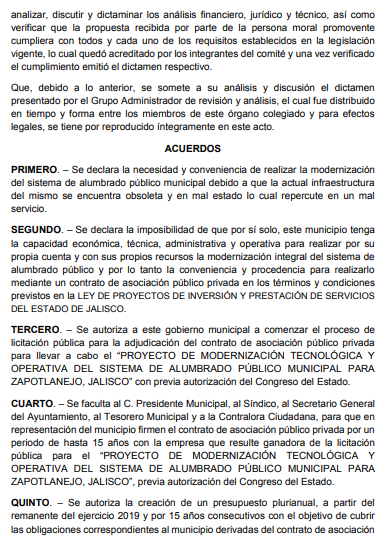 analizar, discutir y dictaminar los análisis financiero, jurídico y técnico, así como
verificar que la propuesta recibida por parte de la persona moral promovente
cumpliera con todos y cada uno de los requisitos establecidos en la legislación
vigente, lo cual quedó acreditado por los integrantes del comité y una vez verificado
el cumplimiento emitió el dictamen respectivo.
Que, debido a lo anterior, se somete a su análisis y discusión el dictamen
presentado por el Grupo Administrador de revisión y análisis, el cual fue distribuido
en tiempo y forma entre los miembros de este órgano colegiado y para efectos
legales, se tiene por reproducido íntegramente en este acto.
ACUERDOS
PRIMERO. – Se declara la necesidad y conveniencia de realizar la modernización
del sistema de alumbrado público municipal debido a que la actual infraestructura
del mismo se encuentra obsoleta y en mal estado lo cual repercute en un mal
servicio.
SEGUNDO. – Se declara la imposibilidad de que por sí solo, este municipio tenga
la capacidad económica, técnica, administrativa y operativa para realizar por su
propia cuenta y con sus propios recursos la modernización integral del sistema de
alumbrado público y por lo tanto la conveniencia y procedencia para realizarlo
mediante un contrato de asociación público privada en los términos y condiciones
previstos en la LEY DE PROYECTOS DE INVERSIÓN Y PRESTACIÓN DE SERVICIOS
DEL ESTADO DE JALISCO.
TERCERO. – Se autoriza a este gobierno municipal a comenzar el proceso de
licitación pública para la adjudicación del contrato de asociación público privada
para llevar a cabo el “PROYECTO DE MODERNIZACIÓN TECNOLÓGICA Y
OPERATIVA DEL SISTEMA DE ALUMBRADO PÚBLICO MUNICIPAL PARA
ZAPOTLANEJO, JALISCO” con previa autorización del Congreso del Estado.
CUARTO. – Se faculta al C. Presidente Municipal, al Síndico, al Secretario General
del Ayuntamiento, al Tesorero Municipal y a la Contralora Ciudadana, para que en
representación del municipio firmen el contrato de asociación público privada por un
periodo de hasta 15 años con la empresa que resulte ganadora de la licitación
pública para el “PROYECTO DE MODERNIZACIÓN TECNOLÓGICA Y
OPERATIVA DEL SISTEMA DE ALUMBRADO PÚBLICO MUNICIPAL PARA
ZAPOTLANEJO, JALISCO”, previa autorización del Congreso del Estado.
QUINTO. – Se autoriza la creación de un presupuesto plurianual, a partir del
remanente del ejercicio 2019 y por 15 años consecutivos con el objetivo de cubrir
las obligaciones correspondientes al municipio derivadas del contrato de asociación